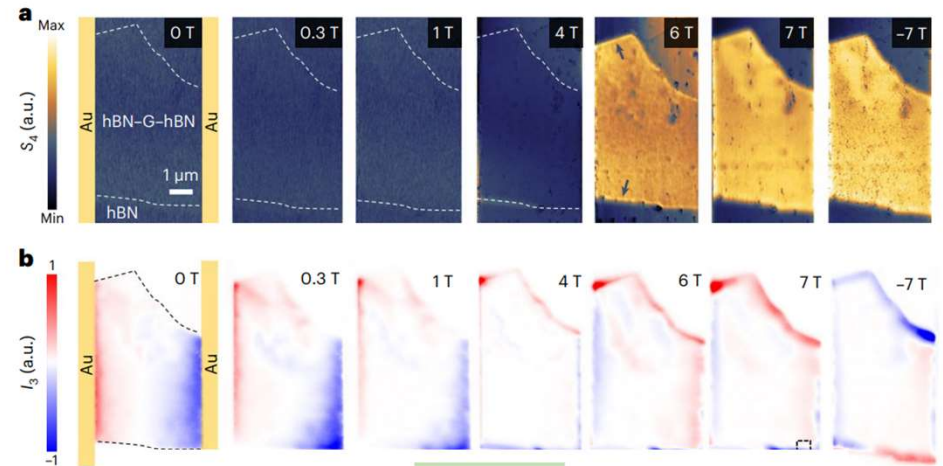 a
Max
S4 (a.u.)
Min
Au
hBN–G–hBN
1 μm
hBN
Au
0 T
0.3 T
1 T
4 T
6 T
7 T
–7 T
b
1
I3 (a.u.)
–1
Au
0 T
Au
0.3 T
1 T
4 T
6 T
7 T
–7 T